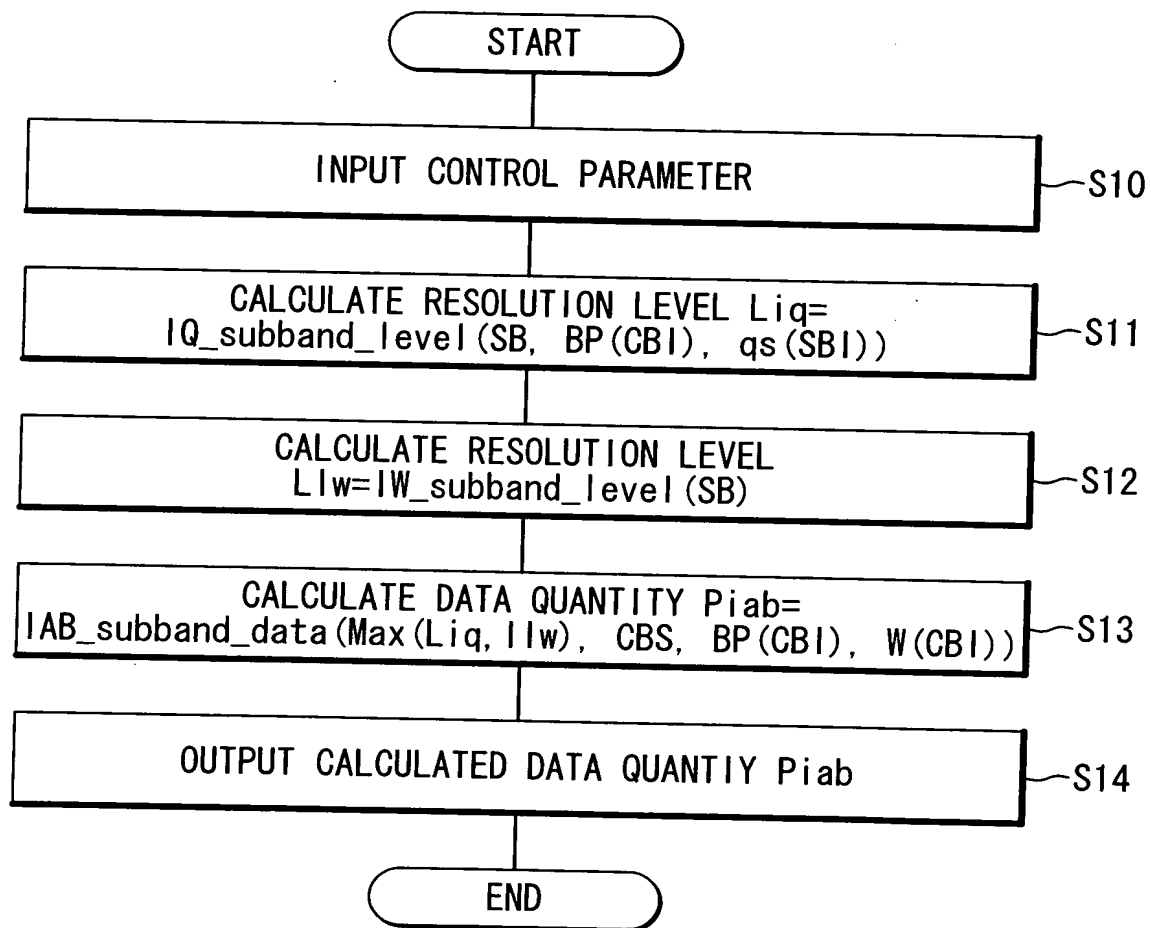 START
INPUT CONTROL PARAMETER
S10
CALCULATE RESOLUTION LEVEL Liq=
IQ_subband_level(SB, BP(CBI), qs(SBI))
S11
CALCULATE RESOLUTION LEVEL
LIw=IW_subband_level(SB)
S12
CALCULATE DATA QUANTITY Piab=
IAB_subband_data(Max(Liq,IIw), CBS, BP(CBI), W(CBI))
S13
OUTPUT CALCULATED DATA QUANTIY Piab
S14
END